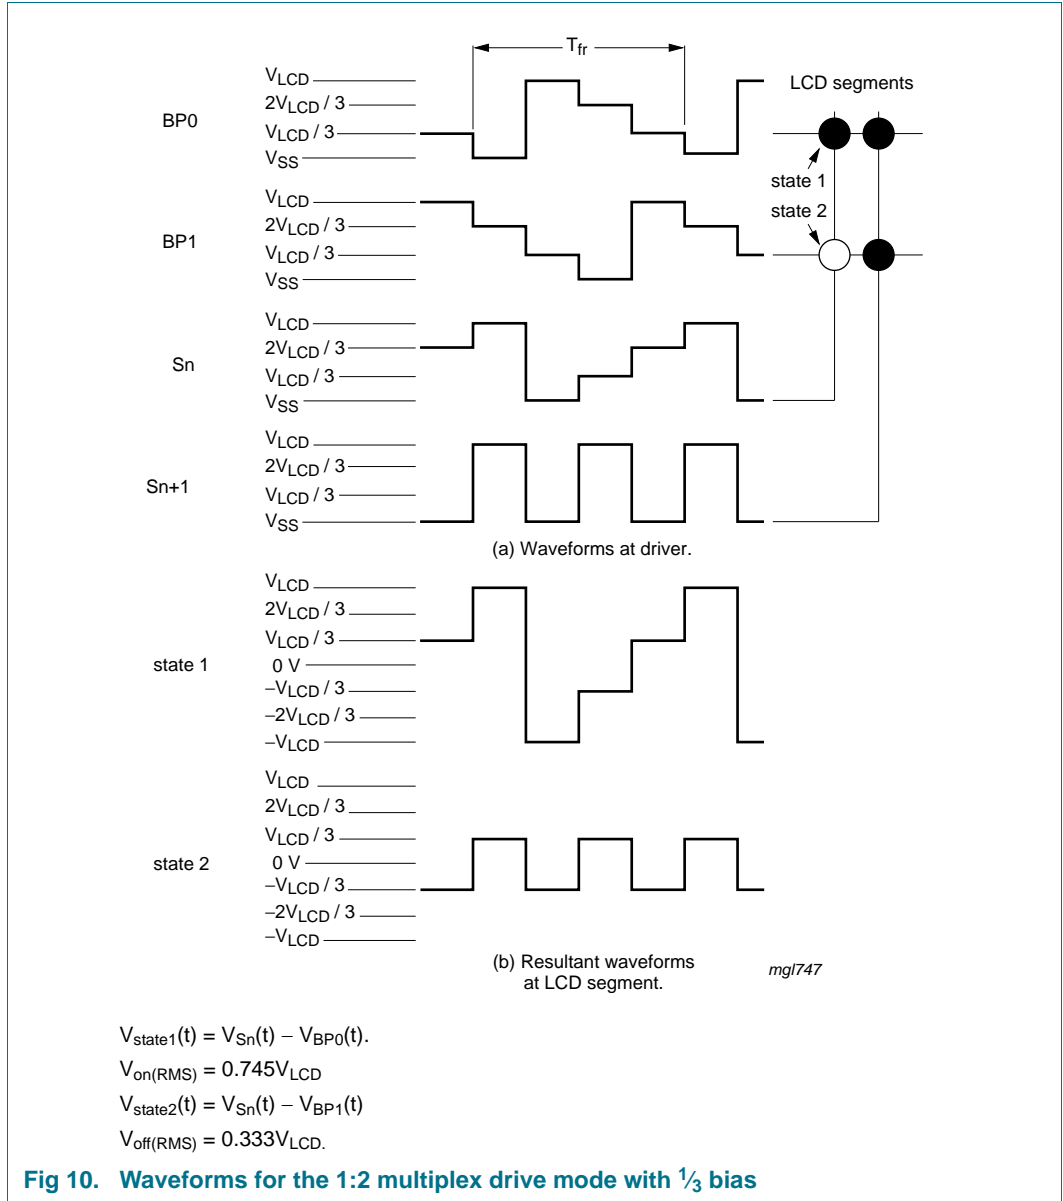 T_fr
V_LCD
2V_LCD / 3
BP0
V_LCD / 3
V_SS
LCD segments
state 1
state 2
V_LCD
2V_LCD / 3
BP1
V_LCD / 3
V_SS
V_LCD
2V_LCD / 3
Sn
V_LCD / 3
V_SS
V_LCD
2V_LCD / 3
Sn+1
V_LCD / 3
V_SS
(a) Waveforms at driver.
V_LCD
2V_LCD / 3
V_LCD / 3
state 1
0 V
−V_LCD / 3
−2V_LCD / 3
−V_LCD
V_LCD
2V_LCD / 3
V_LCD / 3
state 2
0 V
−V_LCD / 3
−2V_LCD / 3
−V_LCD
(b) Resultant waveforms
at LCD segment.
mgl747
V_state1(t) = V_Sn(t) − V_BP0(t).
V_on(RMS) = 0.745V_LCD
V_state2(t) = V_Sn(t) − V_BP1(t)
V_off(RMS) = 0.333V_LCD.
Fig 10. Waveforms for the 1:2 multiplex drive mode with 1⁄3 bias